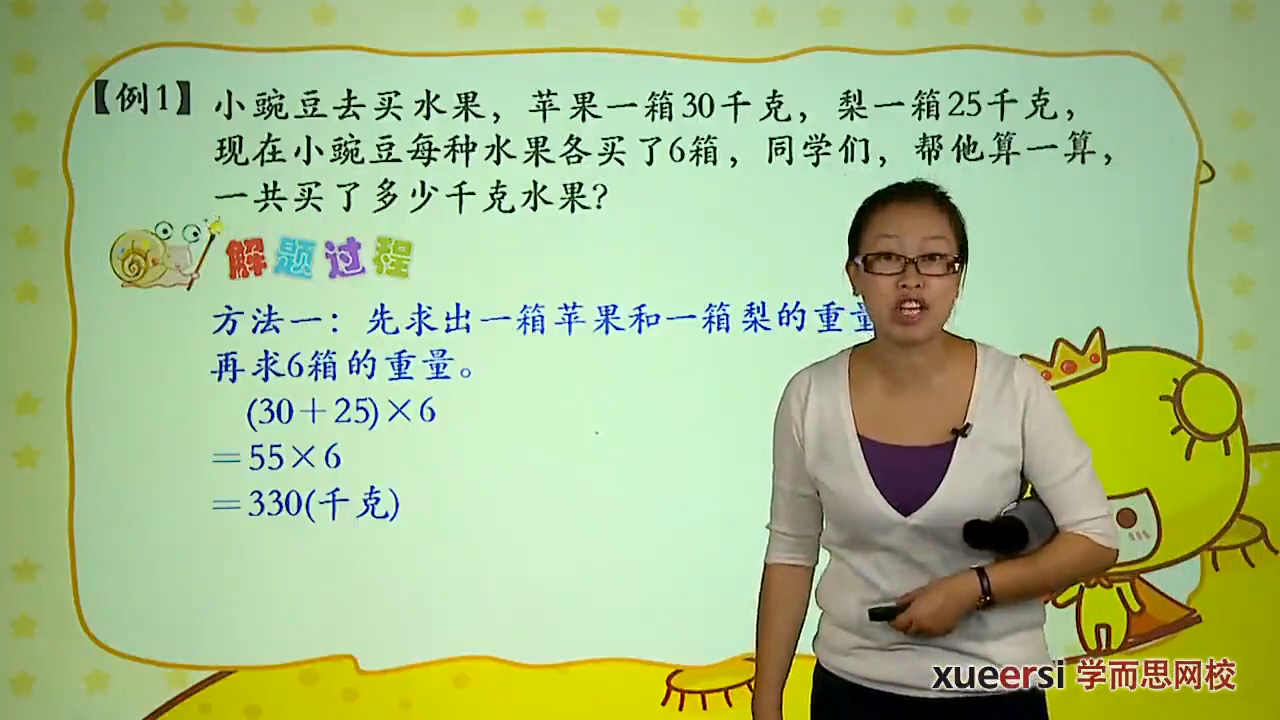 【例1】小豌豆去买水果，苹果一箱30千克，梨一箱25千克，
现在小豌豆每种水果各买了6箱，同学们，帮他算一算，
一共买了多少千克水果？
解题过程
方法一：先求出一箱苹果和一箱梨的重量
再求6箱的重量。
(30＋25)×6
＝55×6
＝330(千克)
xueersi 学而思网校